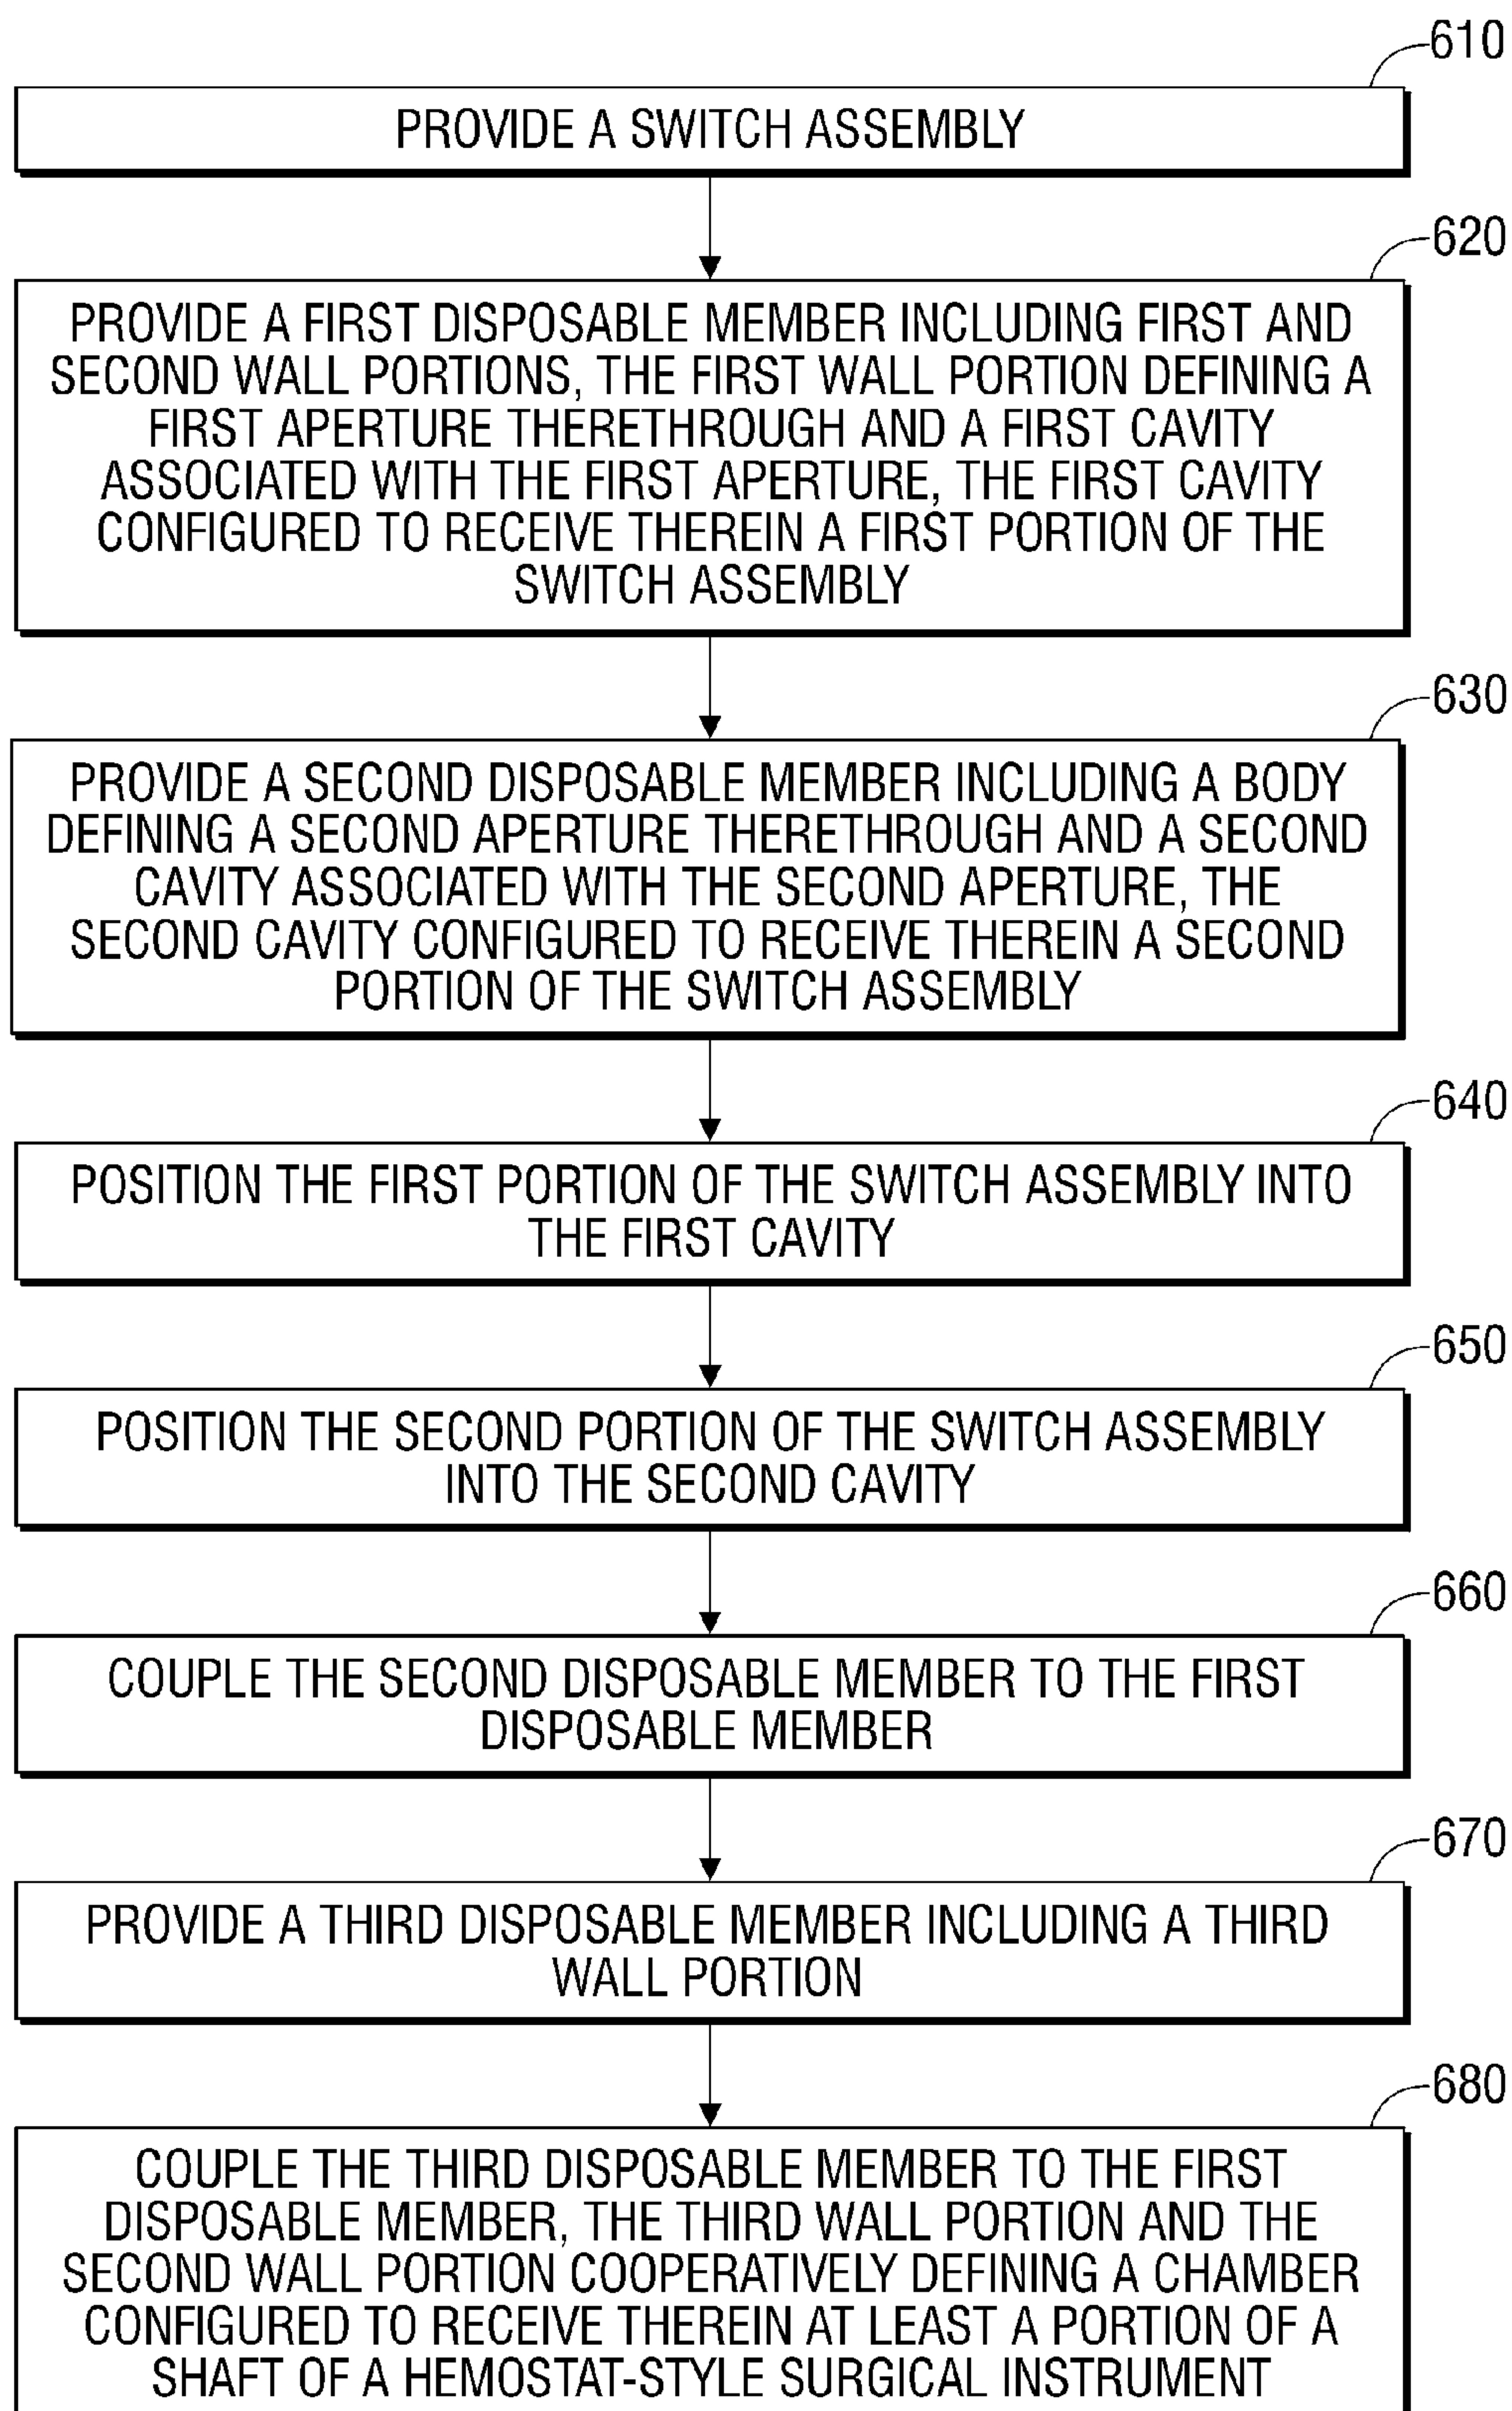 610
PROVIDE A SWITCH ASSEMBLY
620
PROVIDE A FIRST DISPOSABLE MEMBER INCLUDING FIRST AND
SECOND WALL PORTIONS, THE FIRST WALL PORTION DEFINING A
FIRST APERTURE THERETHROUGH AND A FIRST CAVITY
ASSOCIATED WITH THE FIRST APERTURE, THE FIRST CAVITY
CONFIGURED TO RECEIVE THEREIN A FIRST PORTION OF THE
SWITCH ASSEMBLY
630
PROVIDE A SECOND DISPOSABLE MEMBER INCLUDING A BODY
DEFINING A SECOND APERTURE THERETHROUGH AND A SECOND
CAVITY ASSOCIATED WITH THE SECOND APERTURE, THE
SECOND CAVITY CONFIGURED TO RECEIVE THEREIN A SECOND
PORTION OF THE SWITCH ASSEMBLY
640
POSITION THE FIRST PORTION OF THE SWITCH ASSEMBLY INTO
THE FIRST CAVITY
650
POSITION THE SECOND PORTION OF THE SWITCH ASSEMBLY
INTO THE SECOND CAVITY
660
COUPLE THE SECOND DISPOSABLE MEMBER TO THE FIRST
DISPOSABLE MEMBER
670
PROVIDE A THIRD DISPOSABLE MEMBER INCLUDING A THIRD
WALL PORTION
680
COUPLE THE THIRD DISPOSABLE MEMBER TO THE FIRST
DISPOSABLE MEMBER, THE THIRD WALL PORTION AND THE
SECOND WALL PORTION COOPERATIVELY DEFINING A CHAMBER
CONFIGURED TO RECEIVE THEREIN AT LEAST A PORTION OF A
SHAFT OF A HEMOSTAT-STYLE SURGICAL INSTRUMENT